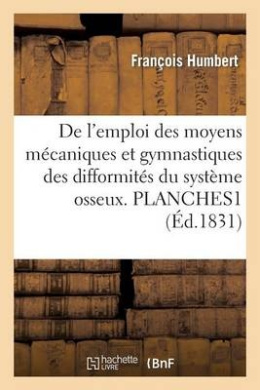 François Humbert
De l'emploi des moyens
mécaniques et gymnastiques
des difformités du système
osseux. PLANCHES1
(Éd.1831)
hachette
LIVRE
{BnF